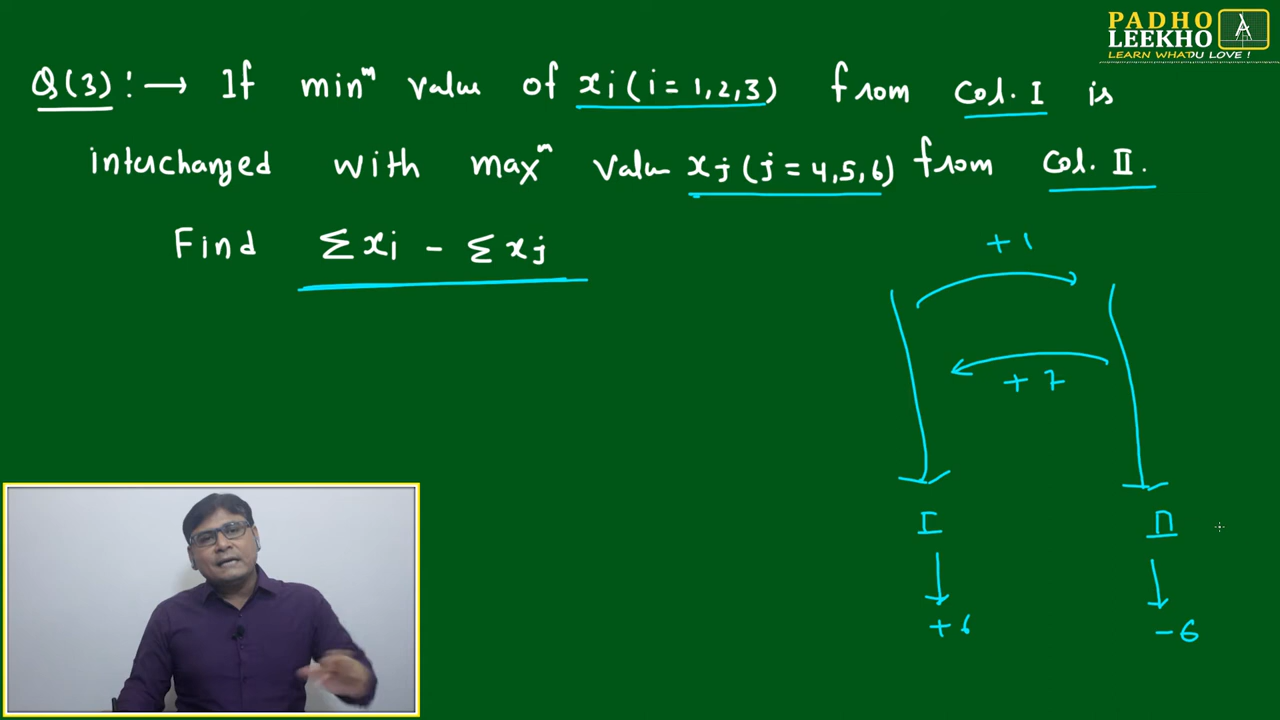 PADHO
LEEKHO
LEARN WHAT U LOVE !
Q(3) :→ If minᵐ value of xi (i = 1,2,3) from Col. I is
interchanged with maxᵐ value xj (j = 4,5,6) from Col. II.
Find Σxi - Σxj
+1
+7
I II
+6 -6